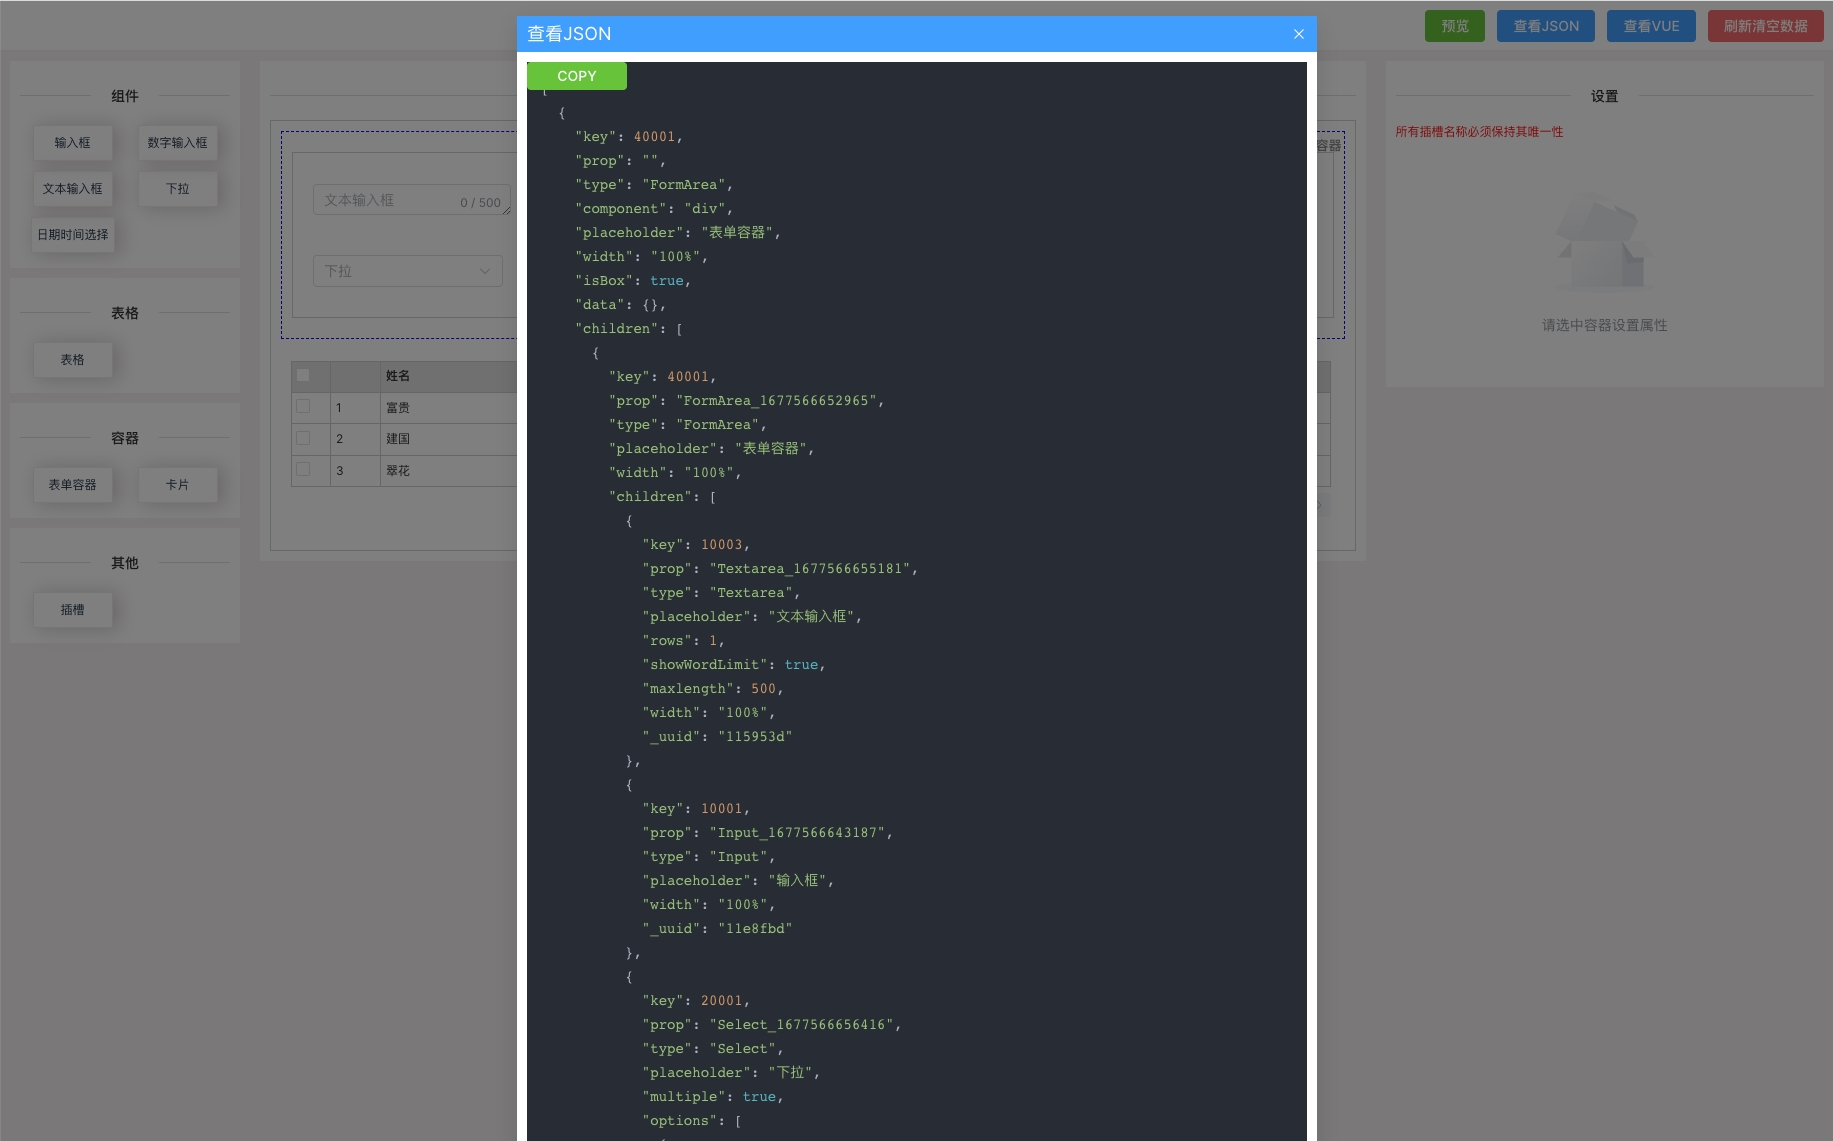 预览
查看JSON
查看VUE
刷新清空数据
组件
输入框
数字输入框
文本输入框
下拉
日期时间选择
表格
表格
容器
表单容器
卡片
其他
插槽
文本输入框
0 / 500
下拉
姓名
1
富贵
2
建国
3
翠花
查看JSON
COPY
[
{
"key": 40001,
"prop": "",
"type": "FormArea",
"component": "div",
"placeholder": "表单容器",
"width": "100%",
"isBox": true,
"data": {},
"children": [
{
"key": 40001,
"prop": "FormArea_1677566652965",
"type": "FormArea",
"placeholder": "表单容器",
"width": "100%",
"children": [
{
"key": 10003,
"prop": "Textarea_1677566655181",
"type": "Textarea",
"placeholder": "文本输入框",
"rows": 1,
"showWordLimit": true,
"maxlength": 500,
"width": "100%",
"_uuid": "115953d"
},
{
"key": 10001,
"prop": "Input_1677566643187",
"type": "Input",
"placeholder": "输入框",
"width": "100%",
"_uuid": "11e8fbd"
},
{
"key": 20001,
"prop": "Select_1677566656416",
"type": "Select",
"placeholder": "下拉",
"multiple": true,
"options": [
容器
设置
所有插槽名称必须保持其唯一性
请选中容器设置属性